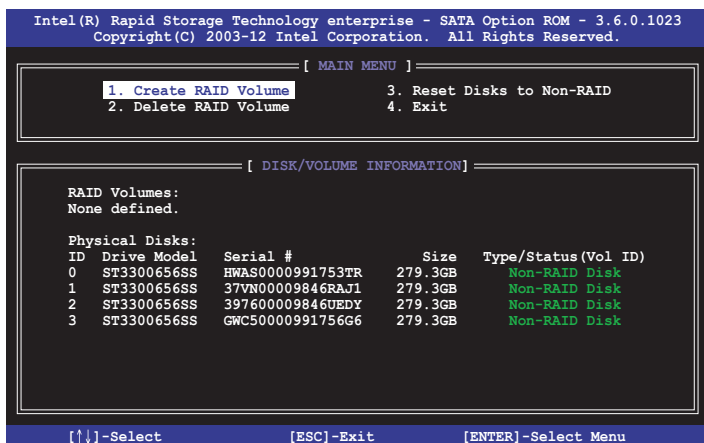 Intel(R) Rapid Storage Technology enterprise - SATA Option ROM - 3.6.0.1023
Copyright(C) 2003-12 Intel Corporation. All Rights Reserved.
[ MAIN MENU ]
1. Create RAID Volume 3. Reset Disks to Non-RAID
2. Delete RAID Volume 4. Exit
[ DISK/VOLUME INFORMATION]
RAID Volumes:
None defined.
Physical Disks:
ID Drive Model Serial # Size Type/Status(Vol ID)
0 ST3300656SS HWAS0000991753TR 279.3GB Non-RAID Disk
1 ST3300656SS 37VN00009846RAJ1 279.3GB Non-RAID Disk
2 ST3300656SS 397600009846UEDY 279.3GB Non-RAID Disk
3 ST3300656SS GWC50000991756G6 279.3GB Non-RAID Disk
[↑↓]-Select [ESC]-Exit [ENTER]-Select Menu